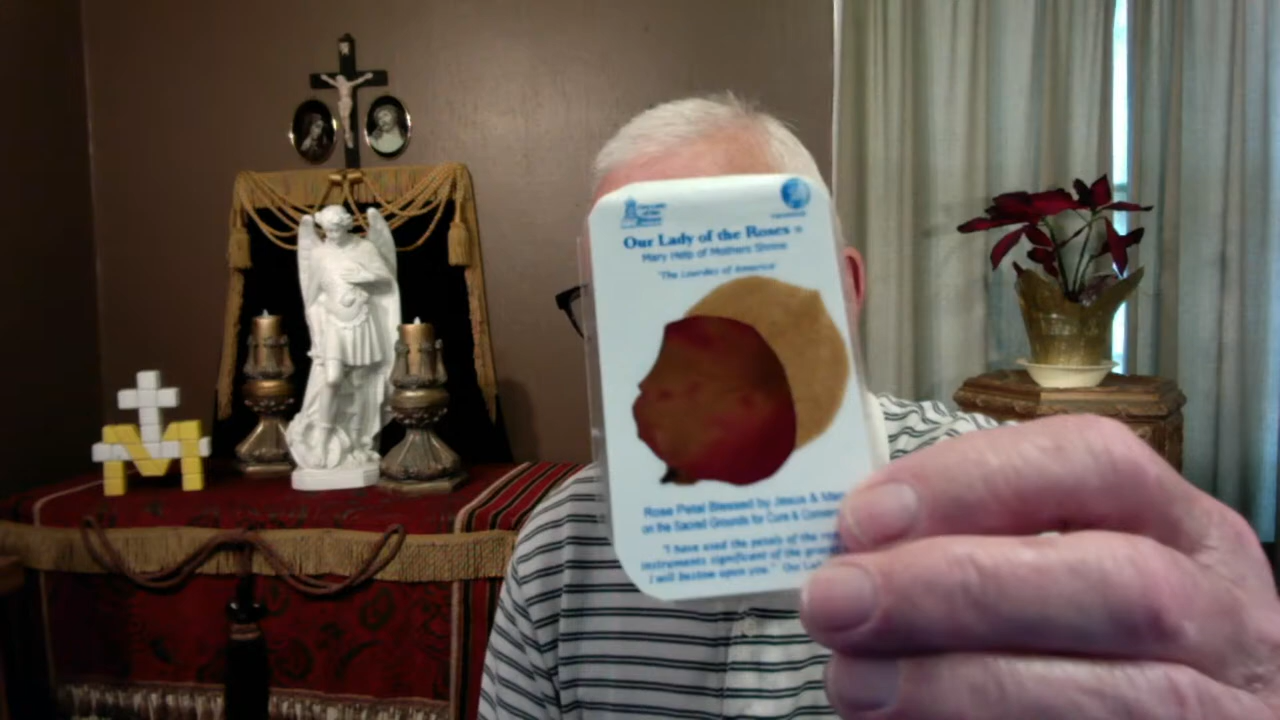 Our Lady of the Roses
Mary Help of Mothers Shrine
"The Lourdes of America"
Rose Petal Blessed by Jesus & Mary
on the Sacred Grounds for Cure &
"I have used the petals of the
instruments significant of the
I will bestow upon you." Our
M